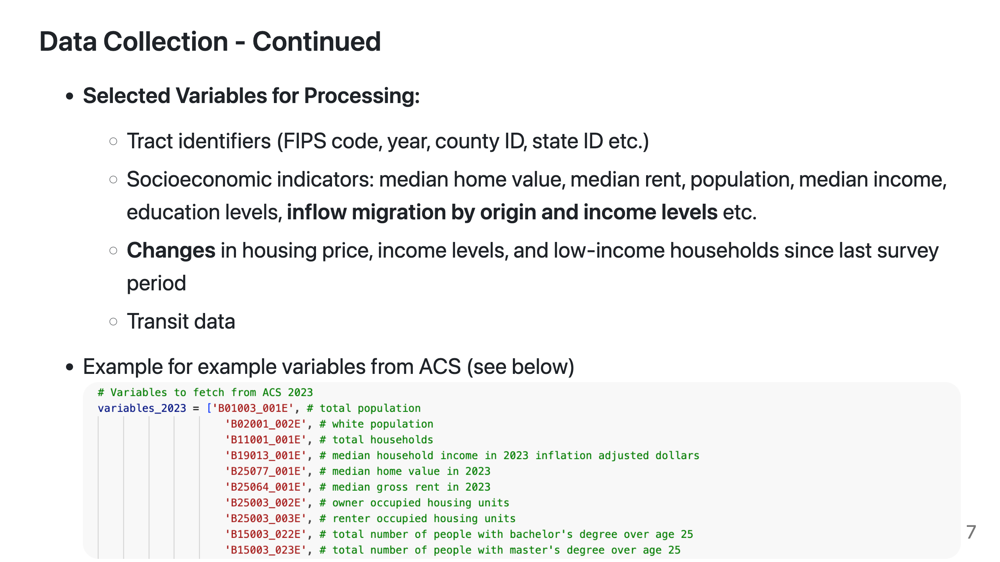 Data Collection - Continued
• Selected Variables for Processing:
○ Tract identifiers (FIPS code, year, county ID, state ID etc.)
○ Socioeconomic indicators: median home value, median rent, population, median income,
education levels, inflow migration by origin and income levels etc.
○ Changes in housing price, income levels, and low-income households since last survey
period
○ Transit data
• Example for example variables from ACS (see below)
# Variables to fetch from ACS 2023
variables_2023 = ['B01003_001E', # total population
'B02001_002E', # white population
'B11001_001E', # total households
'B19013_001E', # median household income in 2023 inflation adjusted dollars
'B25077_001E', # median home value in 2023
'B25064_001E', # median gross rent in 2023
'B25003_002E', # owner occupied housing units
'B25003_003E', # renter occupied housing units
'B15003_022E', # total number of people with bachelor's degree over age 25
'B15003_023E', # total number of people with master's degree over age 25
7